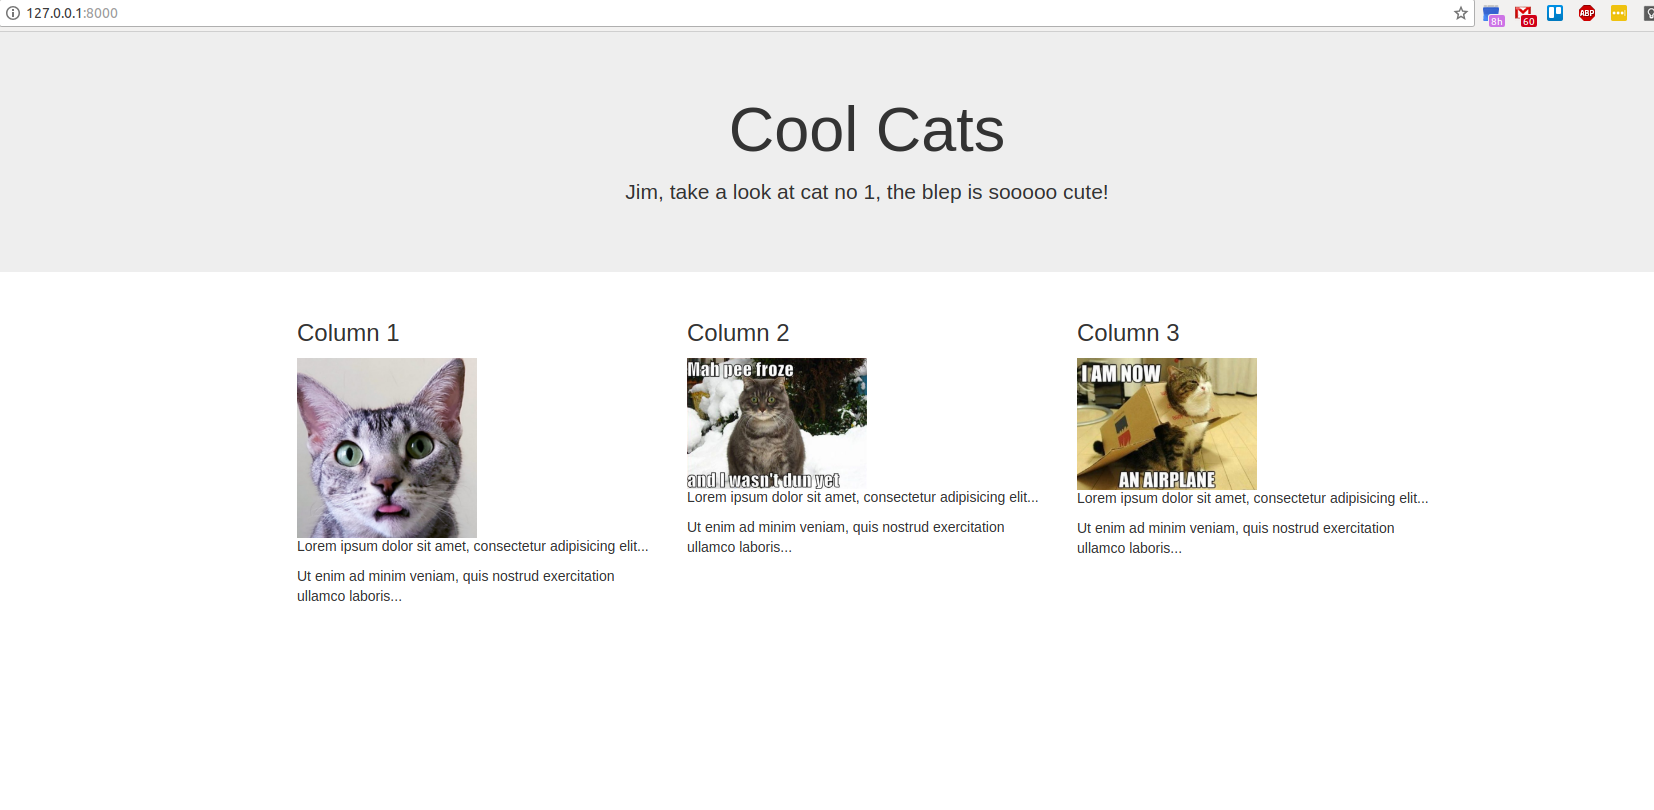 127.0.0.1:8000
8h
60
ABP
Cool Cats
Jim, take a look at cat no 1, the blep is sooooo cute!
Column 1
Lorem ipsum dolor sit amet, consectetur adipisicing elit...
Ut enim ad minim veniam, quis nostrud exercitation
ullamco laboris...
Column 2
Mah pee froze
and I wasn't dun yet
Lorem ipsum dolor sit amet, consectetur adipisicing elit...
Ut enim ad minim veniam, quis nostrud exercitation
ullamco laboris...
Column 3
I AM NOW
AN AIRPLANE
Lorem ipsum dolor sit amet, consectetur adipisicing elit...
Ut enim ad minim veniam, quis nostrud exercitation
ullamco laboris...